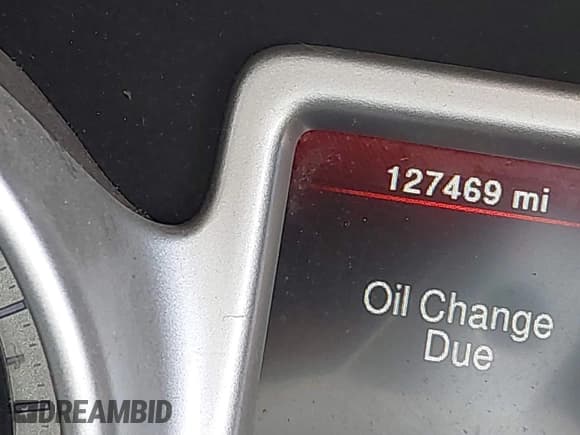 127469 mi
Oil Change
Due
DREAMBID